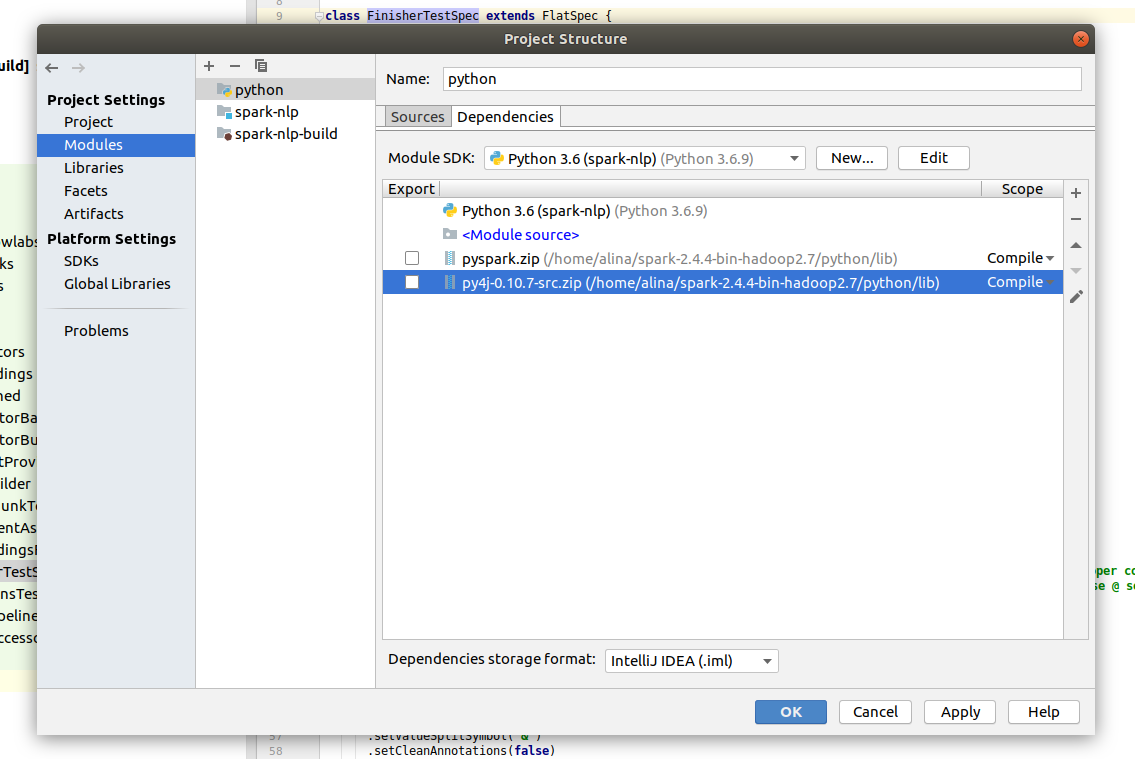 8
9 class FinisherTestSpec extends FlatSpec {
Project Structure
uild]
Project Settings
Project
Modules
Libraries
Facets
Artifacts
Platform Settings
SDKs
Global Libraries
Problems
python
spark-nlp
spark-nlp-build
Name: python
Sources Dependencies
Module SDK: Python 3.6 (spark-nlp) (Python 3.6.9) New... Edit
Export Scope
Python 3.6 (spark-nlp) (Python 3.6.9)
<Module source>
pyspark.zip (/home/alina/spark-2.4.4-bin-hadoop2.7/python/lib) Compile
py4j-0.10.7-src.zip (/home/alina/spark-2.4.4-bin-hadoop2.7/python/lib) Compile
Dependencies storage format: IntelliJ IDEA (.iml)
OK Cancel Apply Help
owlabs
ks
s
tors
dings
ned
torBa
torBu
tProv
ilder
unkTo
entAs
dingsF
rTestS
nsTes
peline
ccesso
pper co
se @ se
57 .setValueSplitSymbol("&")
58 .setCleanAnnotations(false)